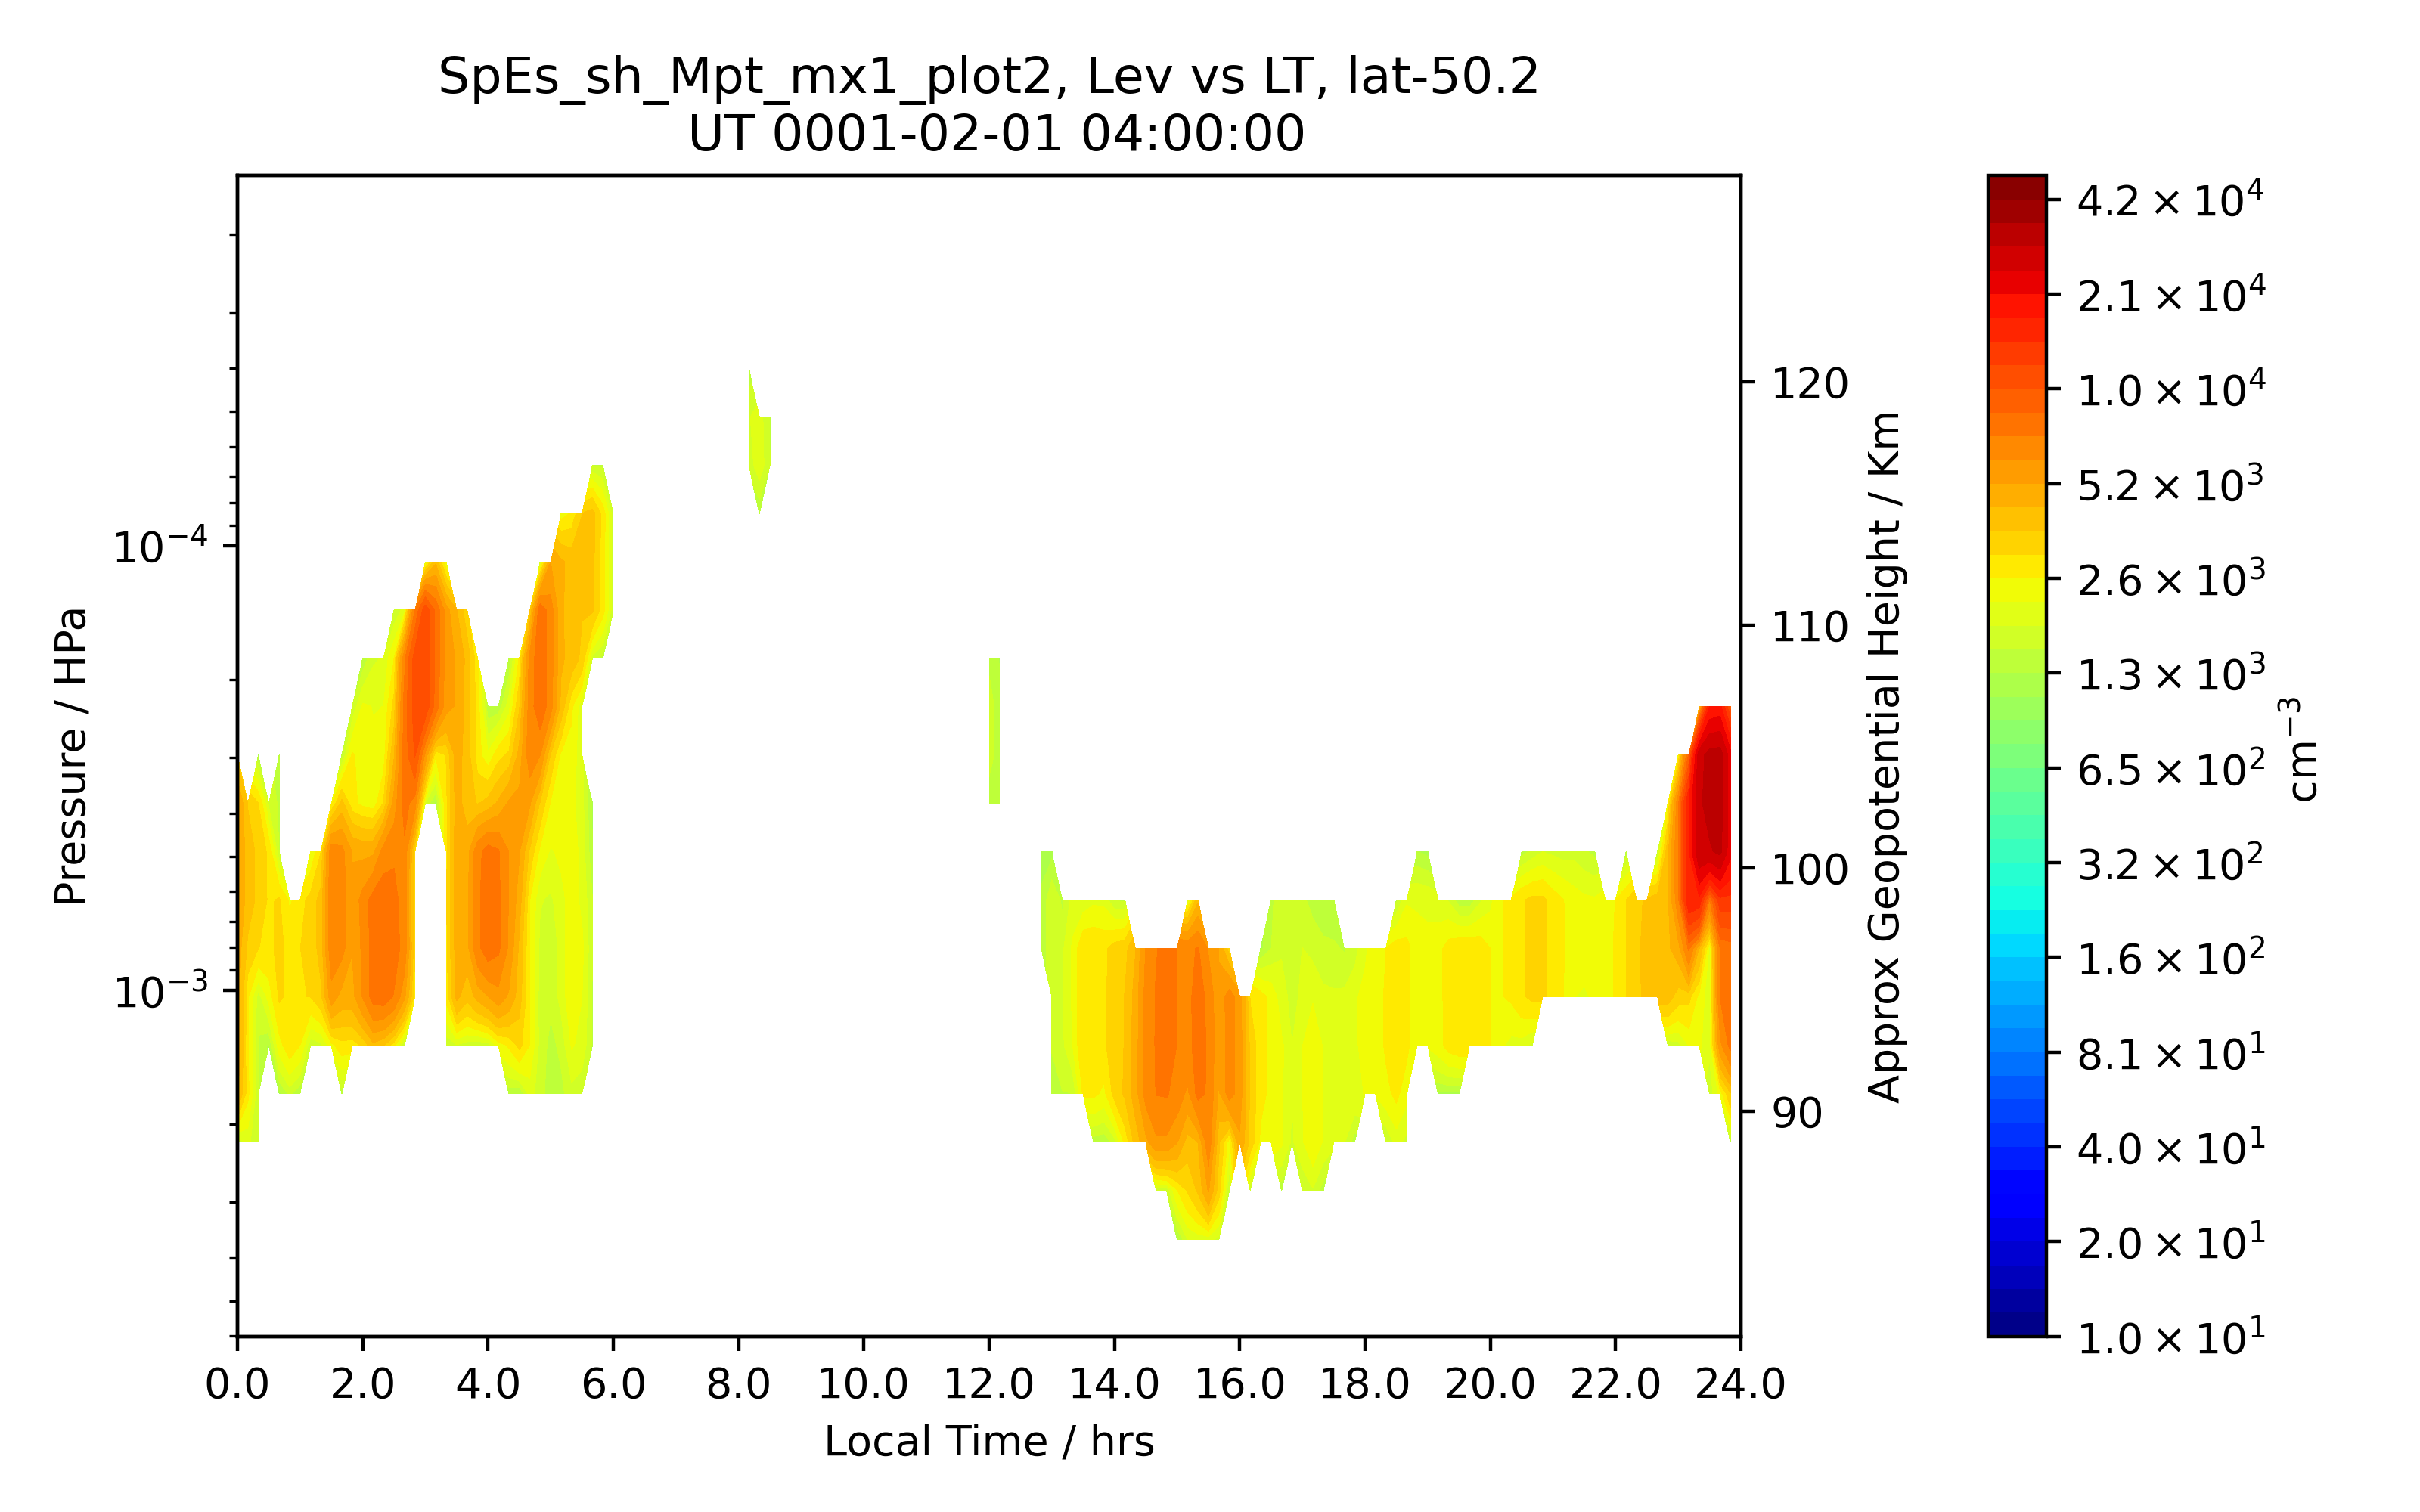 SpEs_sh_Mpt_mx1_plot2, Lev vs LT, lat-50.2
UT 0001-02-01 04:00:00
Pressure / HPa
10⁻⁴
10⁻³
0.0 2.0 4.0 6.0 8.0 10.0 12.0 14.0 16.0 18.0 20.0 22.0 24.0
Local Time / hrs
120
110
100
90
Approx Geopotential Height / Km
4.2 × 10⁴
2.1 × 10⁴
1.0 × 10⁴
5.2 × 10³
2.6 × 10³
1.3 × 10³
6.5 × 10²
3.2 × 10²
1.6 × 10²
8.1 × 10¹
4.0 × 10¹
2.0 × 10¹
1.0 × 10¹
cm⁻³